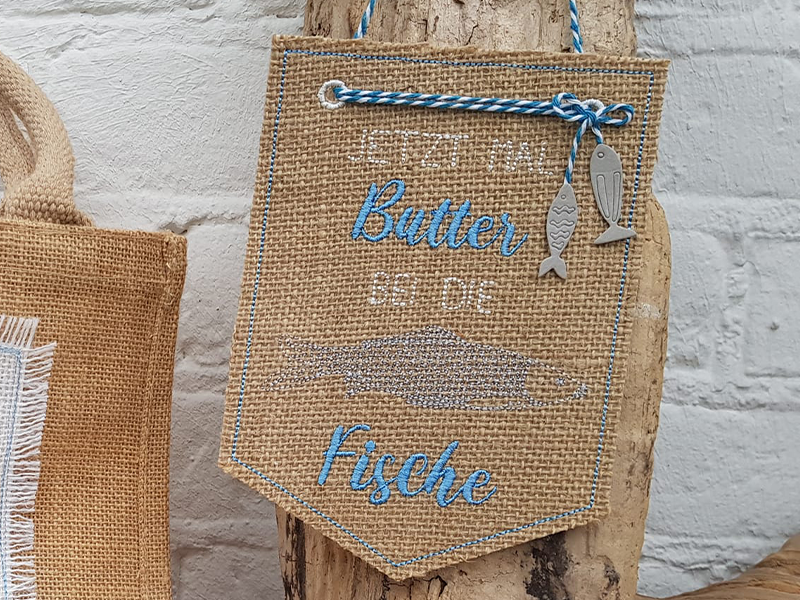 JETZT MAL
Butter
BEI DIE
Fische